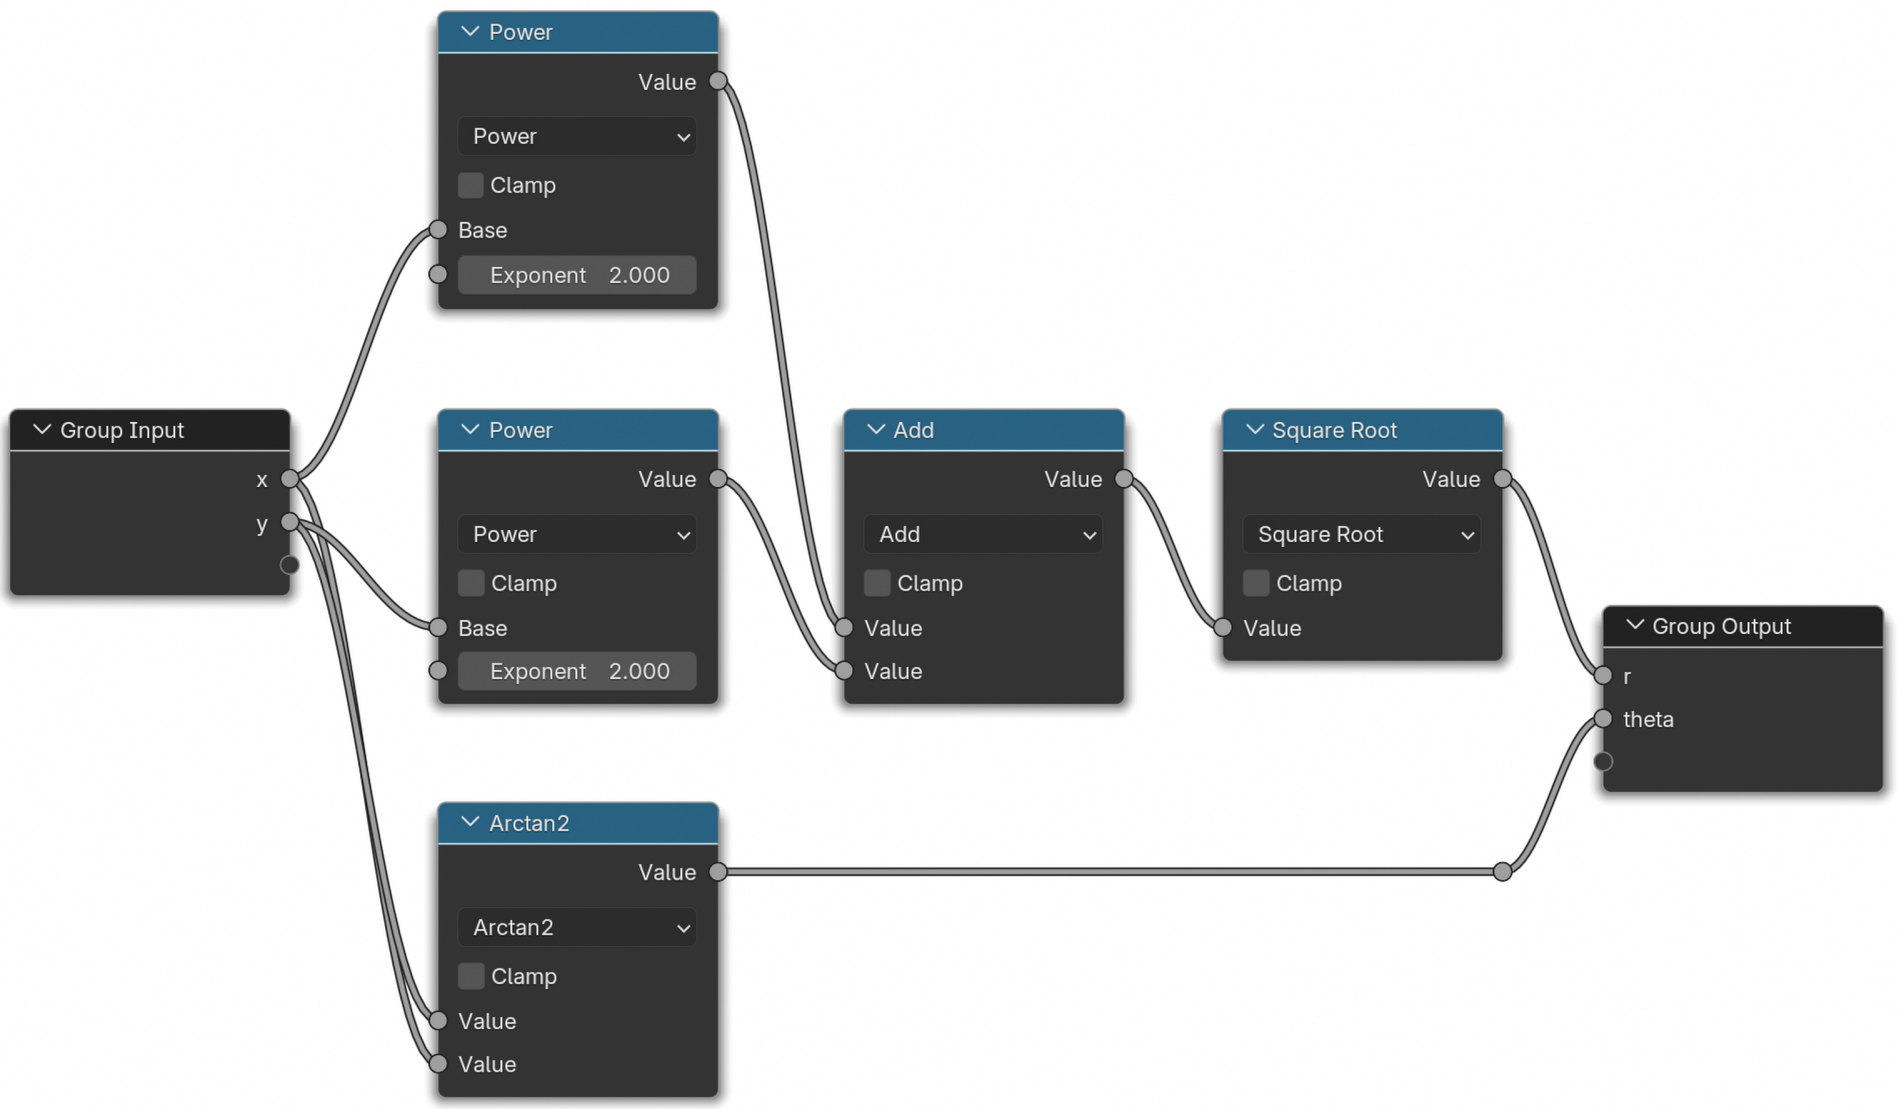 Power
Value
Power
Clamp
Base
Exponent 2.000
Group Input
x
y
Power
Value
Power
Clamp
Base
Exponent 2.000
Add
Value
Add
Clamp
Value
Value
Square Root
Value
Square Root
Clamp
Value
Group Output
r
theta
Arctan2
Value
Arctan2
Clamp
Value
Value